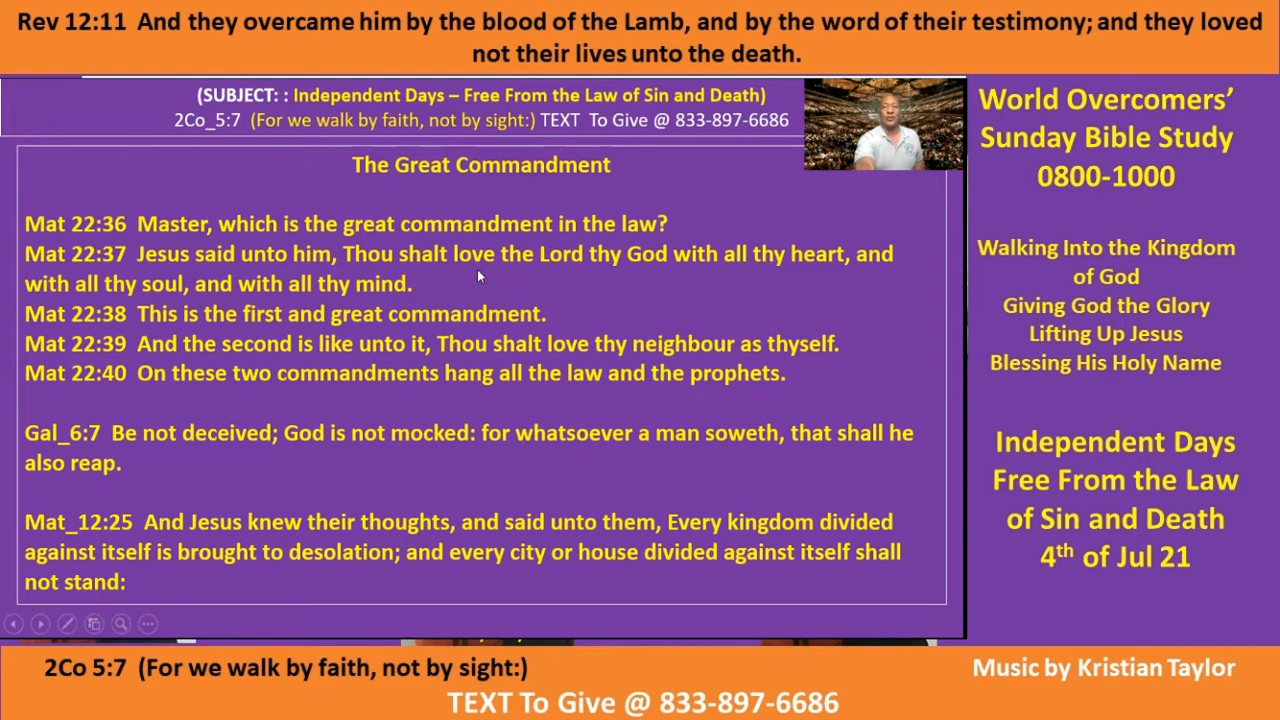 Rev 12:11  And they overcame him by the blood of the Lamb, and by the word of their testimony; and they loved
not their lives unto the death.
(SUBJECT: : Independent Days – Free From the Law of Sin and Death)
2Co_5:7  (For we walk by faith, not by sight:) TEXT  To Give @ 833-897-6686
The Great Commandment
Mat 22:36  Master, which is the great commandment in the law?
Mat 22:37  Jesus said unto him, Thou shalt love the Lord thy God with all thy heart, and
with all thy soul, and with all thy mind.
Mat 22:38  This is the first and great commandment.
Mat 22:39  And the second is like unto it, Thou shalt love thy neighbour as thyself.
Mat 22:40  On these two commandments hang all the law and the prophets.
Gal_6:7  Be not deceived; God is not mocked: for whatsoever a man soweth, that shall he
also reap.
Mat_12:25  And Jesus knew their thoughts, and said unto them, Every kingdom divided
against itself is brought to desolation; and every city or house divided against itself shall
not stand:
World Overcomers’
Sunday Bible Study
0800-1000
Walking Into the Kingdom
of God
Giving God the Glory
Lifting Up Jesus
Blessing His Holy Name
Independent Days
Free From the Law
of Sin and Death
4th of Jul 21
2Co 5:7  (For we walk by faith, not by sight:)
Music by Kristian Taylor
TEXT To Give @ 833-897-6686